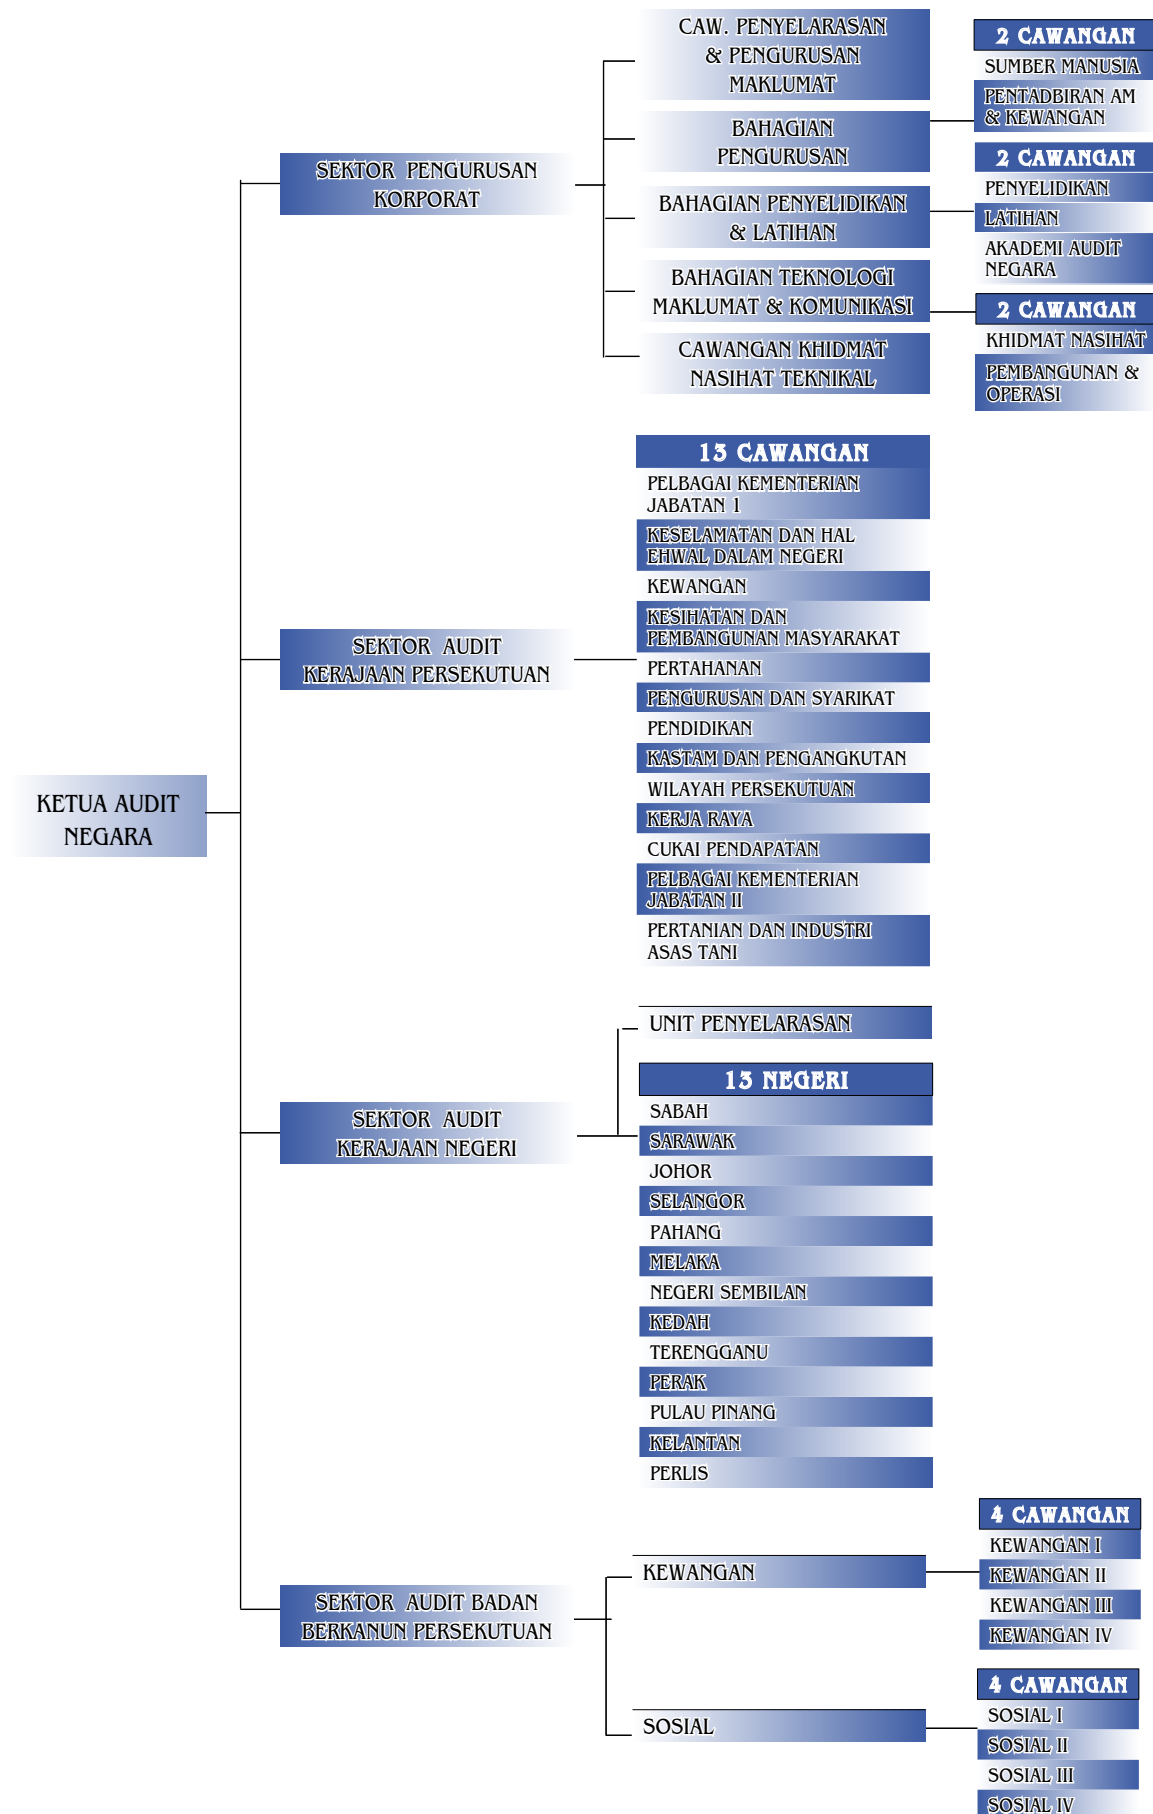 KETUA AUDIT
NEGARA
SEKTOR PENGURUSAN
KORPORAT
CAW. PENYELARASAN
& PENGURUSAN
MAKLUMAT
BAHAGIAN
PENGURUSAN
2 CAWANGAN
SUMBER MANUSIA
PENTADBIRAN AM
& KEWANGAN
BAHAGIAN PENYELIDIKAN
& LATIHAN
2 CAWANGAN
PENYELIDIKAN
LATIHAN
AKADEMI AUDIT
NEGARA
BAHAGIAN TEKNOLOGI
MAKLUMAT & KOMUNIKASI
2 CAWANGAN
KHIDMAT NASIHAT
PEMBANGUNAN &
OPERASI
CAWANGAN KHIDMAT
NASIHAT TEKNIKAL
SEKTOR AUDIT
KERAJAAN PERSEKUTUAN
13 CAWANGAN
PELBAGAI KEMENTERIAN
JABATAN 1
KESELAMATAN DAN HAL
EHWAL DALAM NEGERI
KEWANGAN
KESIHATAN DAN
PEMBANGUNAN MASYARAKAT
PERTAHANAN
PENGURUSAN DAN SYARIKAT
PENDIDIKAN
KASTAM DAN PENGANGKUTAN
WILAYAH PERSEKUTUAN
KERJA RAYA
CUKAI PENDAPATAN
PELBAGAI KEMENTERIAN
JABATAN II
PERTANIAN DAN INDUSTRI
ASAS TANI
SEKTOR AUDIT
KERAJAAN NEGERI
UNIT PENYELARASAN
13 NEGERI
SABAH
SARAWAK
JOHOR
SELANGOR
PAHANG
MELAKA
NEGERI SEMBILAN
KEDAH
TERENGGANU
PERAK
PULAU PINANG
KELANTAN
PERLIS
SEKTOR AUDIT BADAN
BERKANUN PERSEKUTUAN
KEWANGAN
4 CAWANGAN
KEWANGAN I
KEWANGAN II
KEWANGAN III
KEWANGAN IV
SOSIAL
4 CAWANGAN
SOSIAL I
SOSIAL II
SOSIAL III
SOSIAL IV